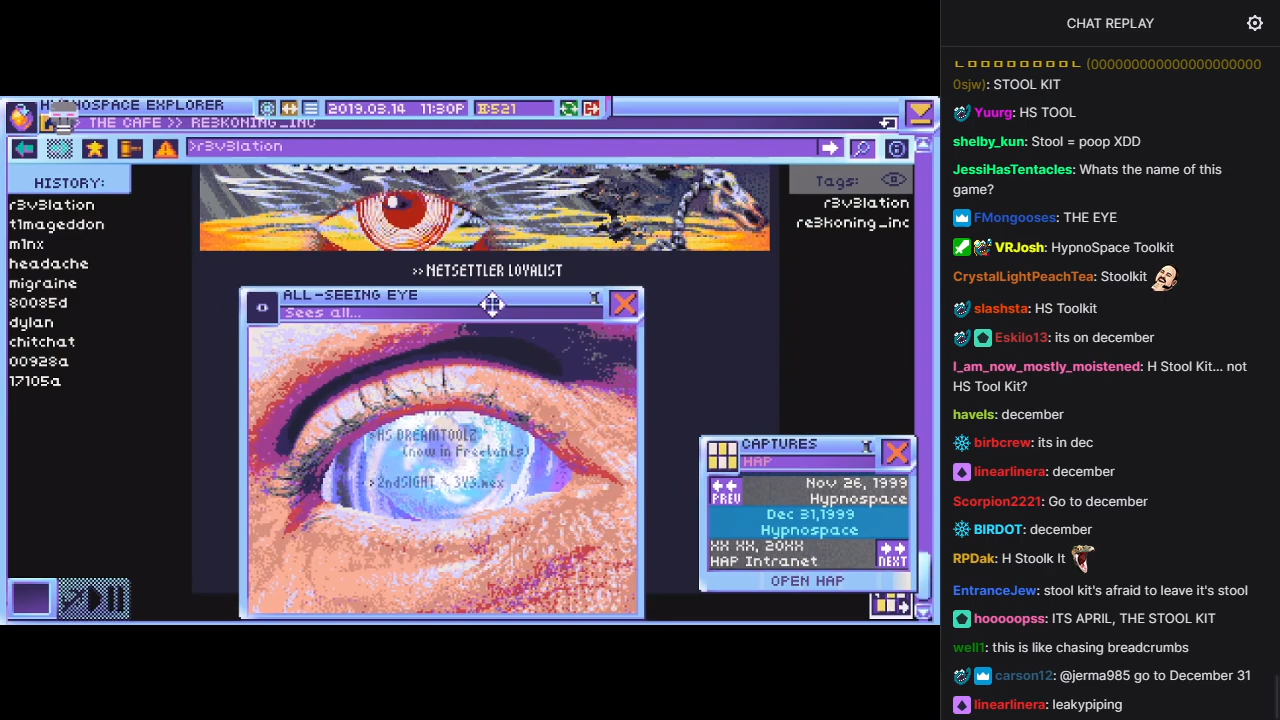 HYPNOSPACE EXPLORER
2019.03.14 11:30P
521
THE CAFE >> RE3KONING_INC
>r3v3lation
HISTORY:
r3v3lation
t1mageddon
m1nx
headache
migraine
80085d
dylan
chitchat
00928a
17105a
Tags:
r3v3lation
re3koning_inc
>> NETSETTLER LOYALIST
ALL-SEEING EYE
Sees all...
>HS DREAMTOOLZ
(now in Freelands)
CAPTURES
HAP
PREV
Nov 26, 1999
Hypnospace
Dec 31,1999
Hypnospace
XX XX, 20XX
HAP Intranet
NEXT
OPEN HAP
CHAT REPLAY
0sjw): STOOL KIT
Yuurg: HS TOOL
shelby_kun: Stool = poop XDD
JessiHasTentacles: Whats the name of this
game?
FMongooses: THE EYE
VRJosh: HypnoSpace Toolkit
CrystalLightPeachTea: Stoolkit
slashsta: HS Toolkit
Eskilo13: its on december
I_am_now_mostly_moistened: H Stool Kit... not
HS Tool Kit?
havels: december
birbcrew: its in dec
linearlinera: december
Scorpion2221: Go to december
BIRDOT: december
RPDak: H Stoolk It
EntranceJew: stool kit's afraid to leave it's stool
hooooopss: ITS APRIL, THE STOOL KIT
well1: this is like chasing breadcrumbs
carson12: @jerma985 go to December 31
linearlinera: leakypiping